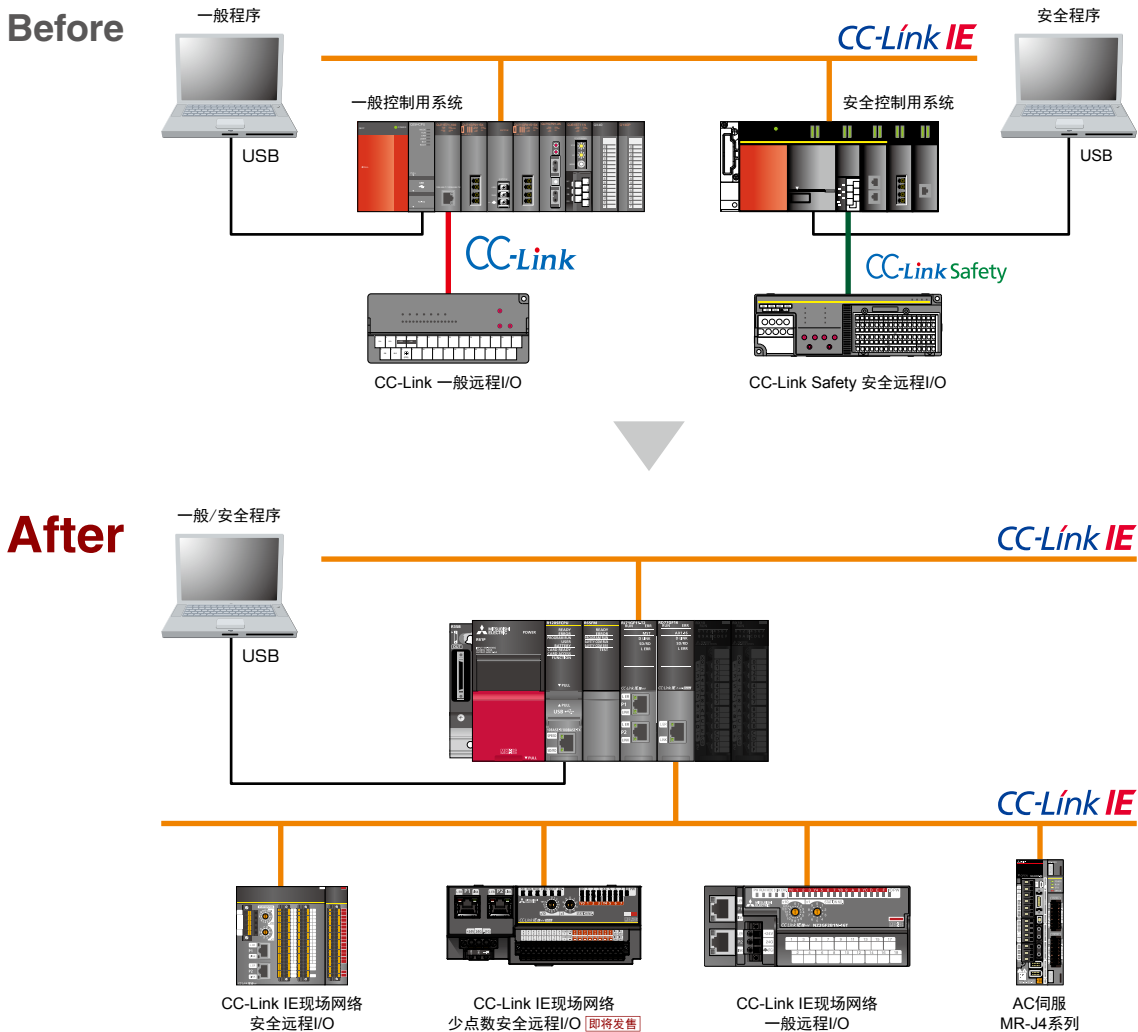 Before
一般程序
安全程序
CC-Link IE
一般控制用系统
安全控制用系统
USB
USB
CC-Link
CC-Link Safety
CC-Link 一般远程I/O
CC-Link Safety 安全远程I/O
After
一般/安全程序
CC-Link IE
USB
MITSUBISHI ELECTRIC
POWER
CC-Link IE
CC-Link IE现场网络
安全远程I/O
CC-Link IE现场网络
少点数安全远程I/O 即将发售
CC-Link IE现场网络
一般远程I/O
AC伺服
MR-J4系列